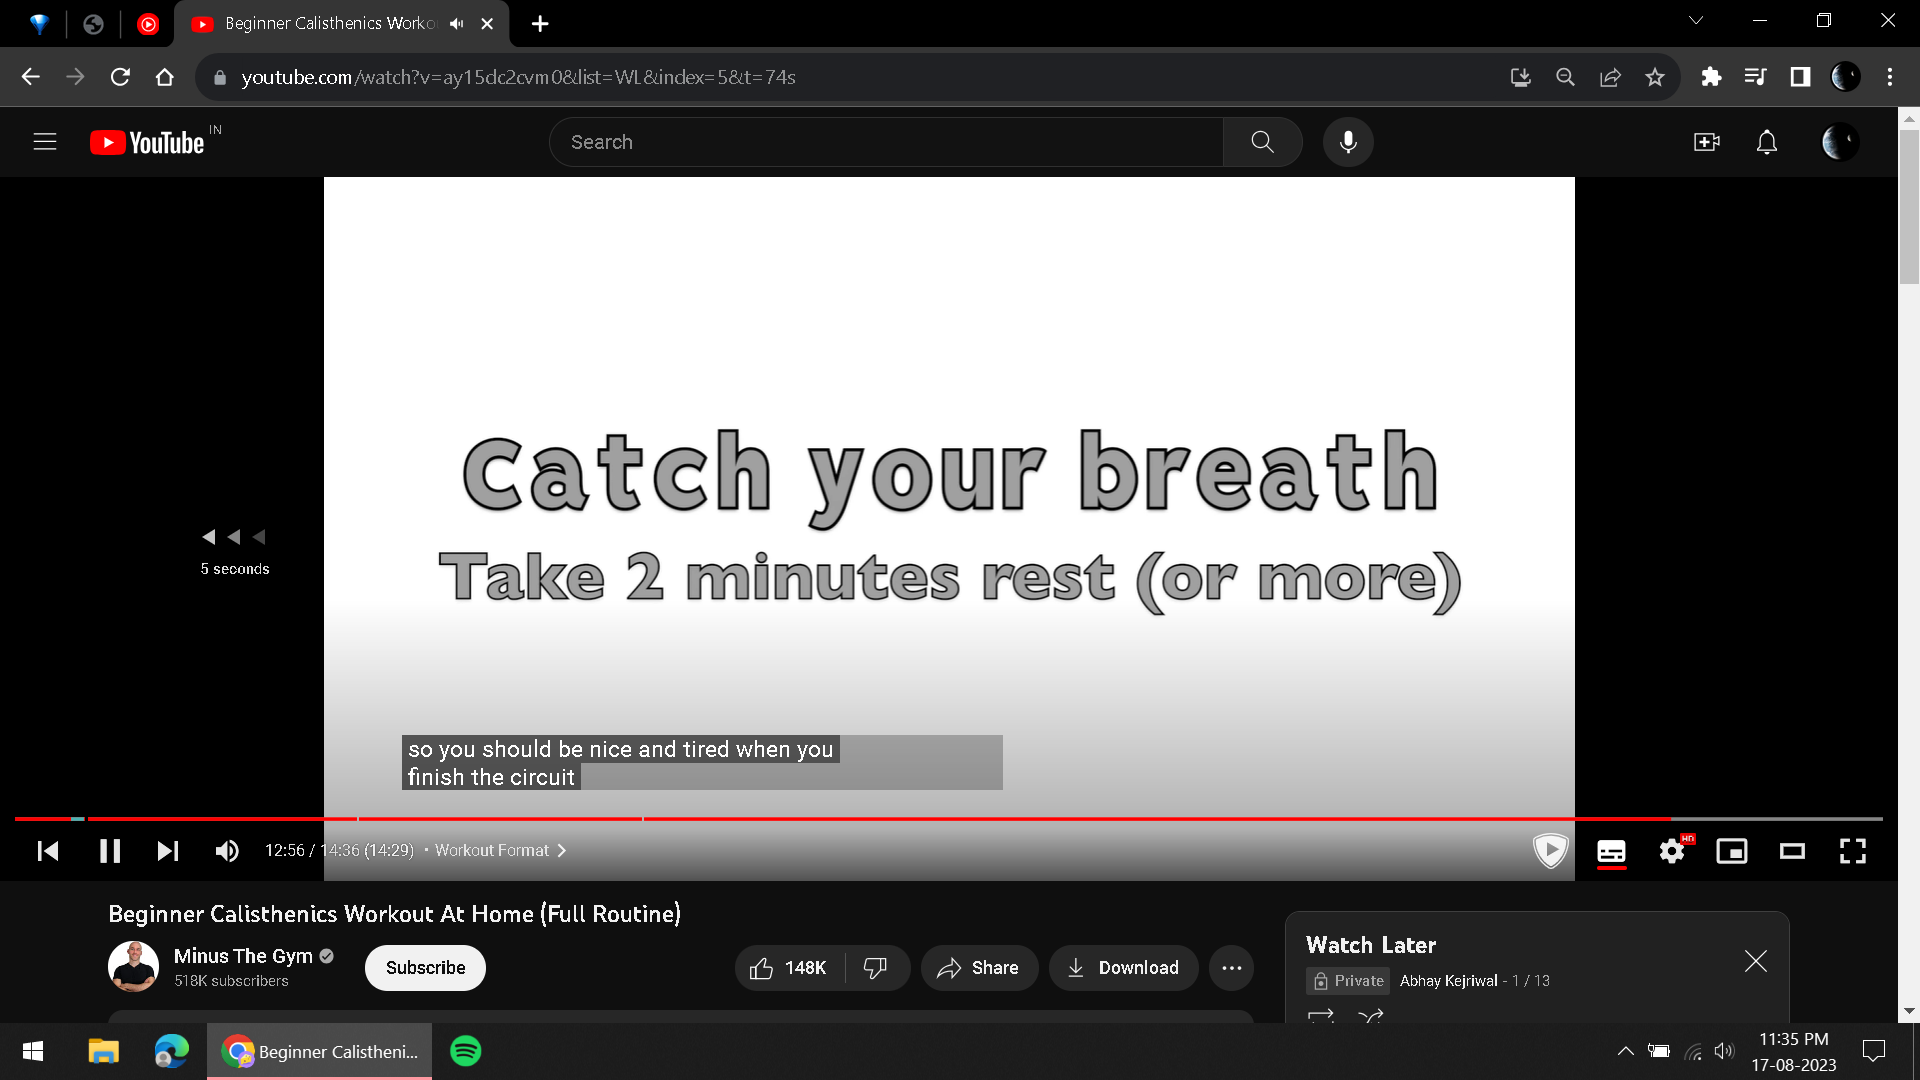 Beginner Calisthenics Worko
youtube.com/watch?v=ay15dc2cvm0&list=WL&index=5&t=74s
YouTube IN
Search
Catch your breath
Take 2 minutes rest (or more)
5 seconds
so you should be nice and tired when you
finish the circuit
12:56 / 14:36 (14:29) • Workout Format
HD
Beginner Calisthenics Workout At Home (Full Routine)
Minus The Gym
518K subscribers
Subscribe
148K
Share
Download
Watch Later
Private
Abhay Kejriwal - 1 / 13
Beginner Calistheni...
11:35 PM
17-08-2023